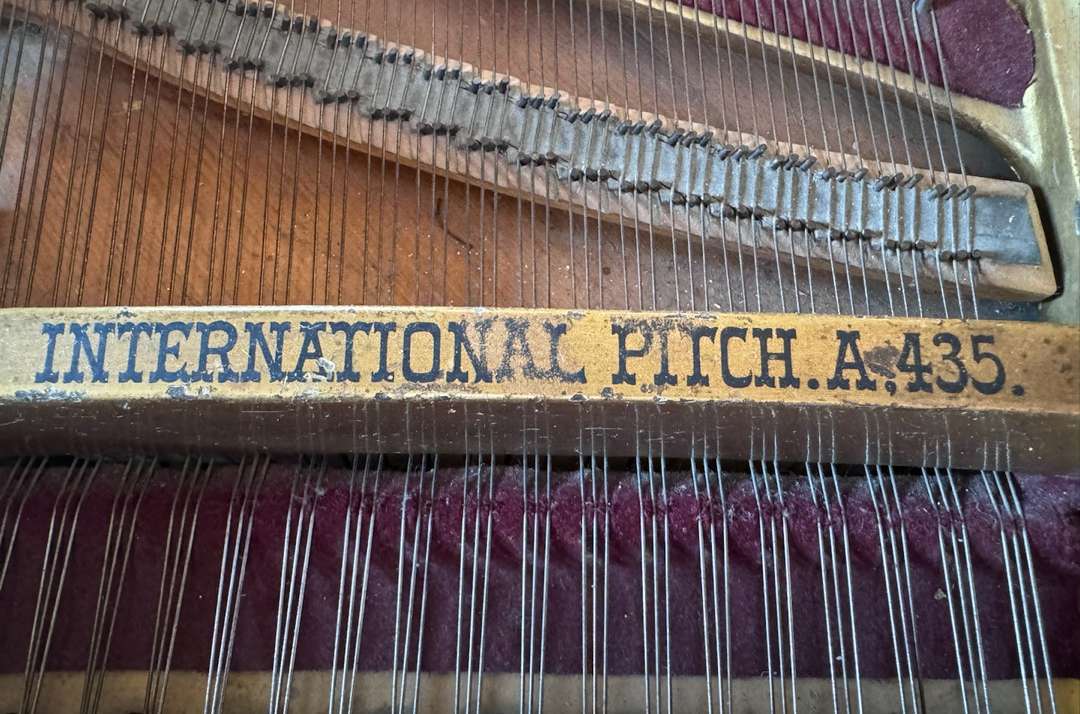 INTERNATIONAL PITCH. A.435.